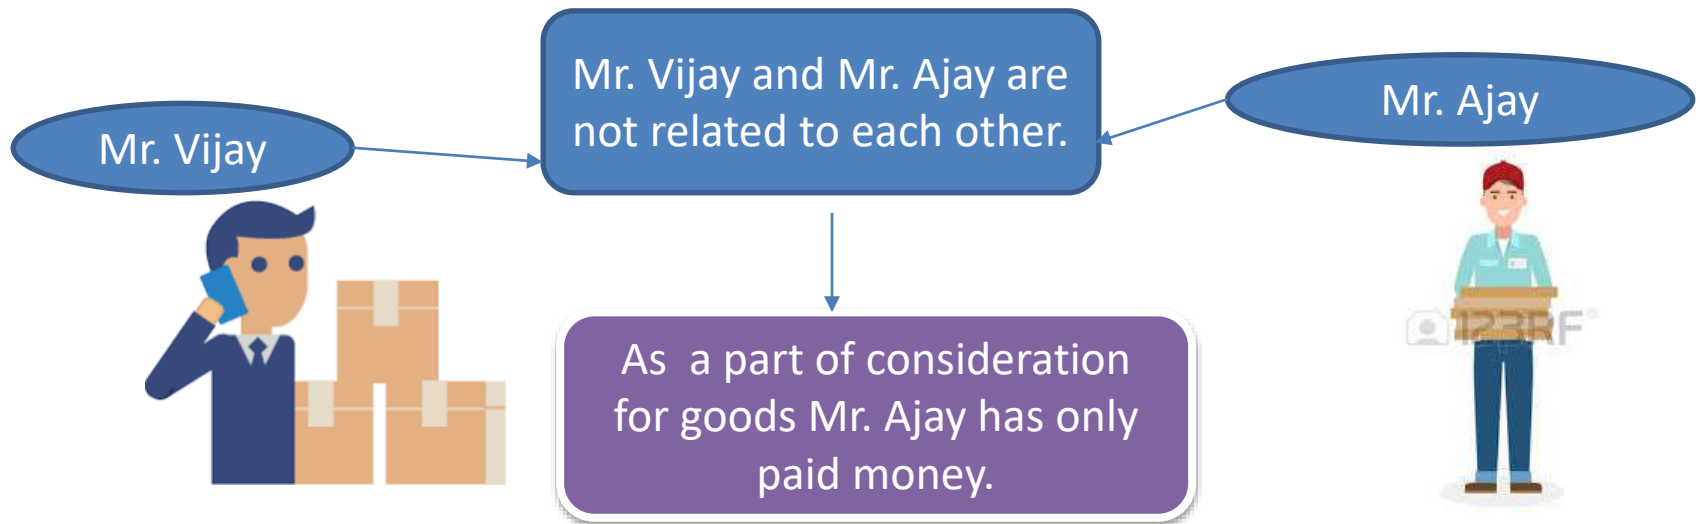 Mr. Vijay and Mr. Ajay are
not related to each other.
Mr. Ajay
Mr. Vijay
123RF
As a part of consideration
for goods Mr. Ajay has only
paid money.